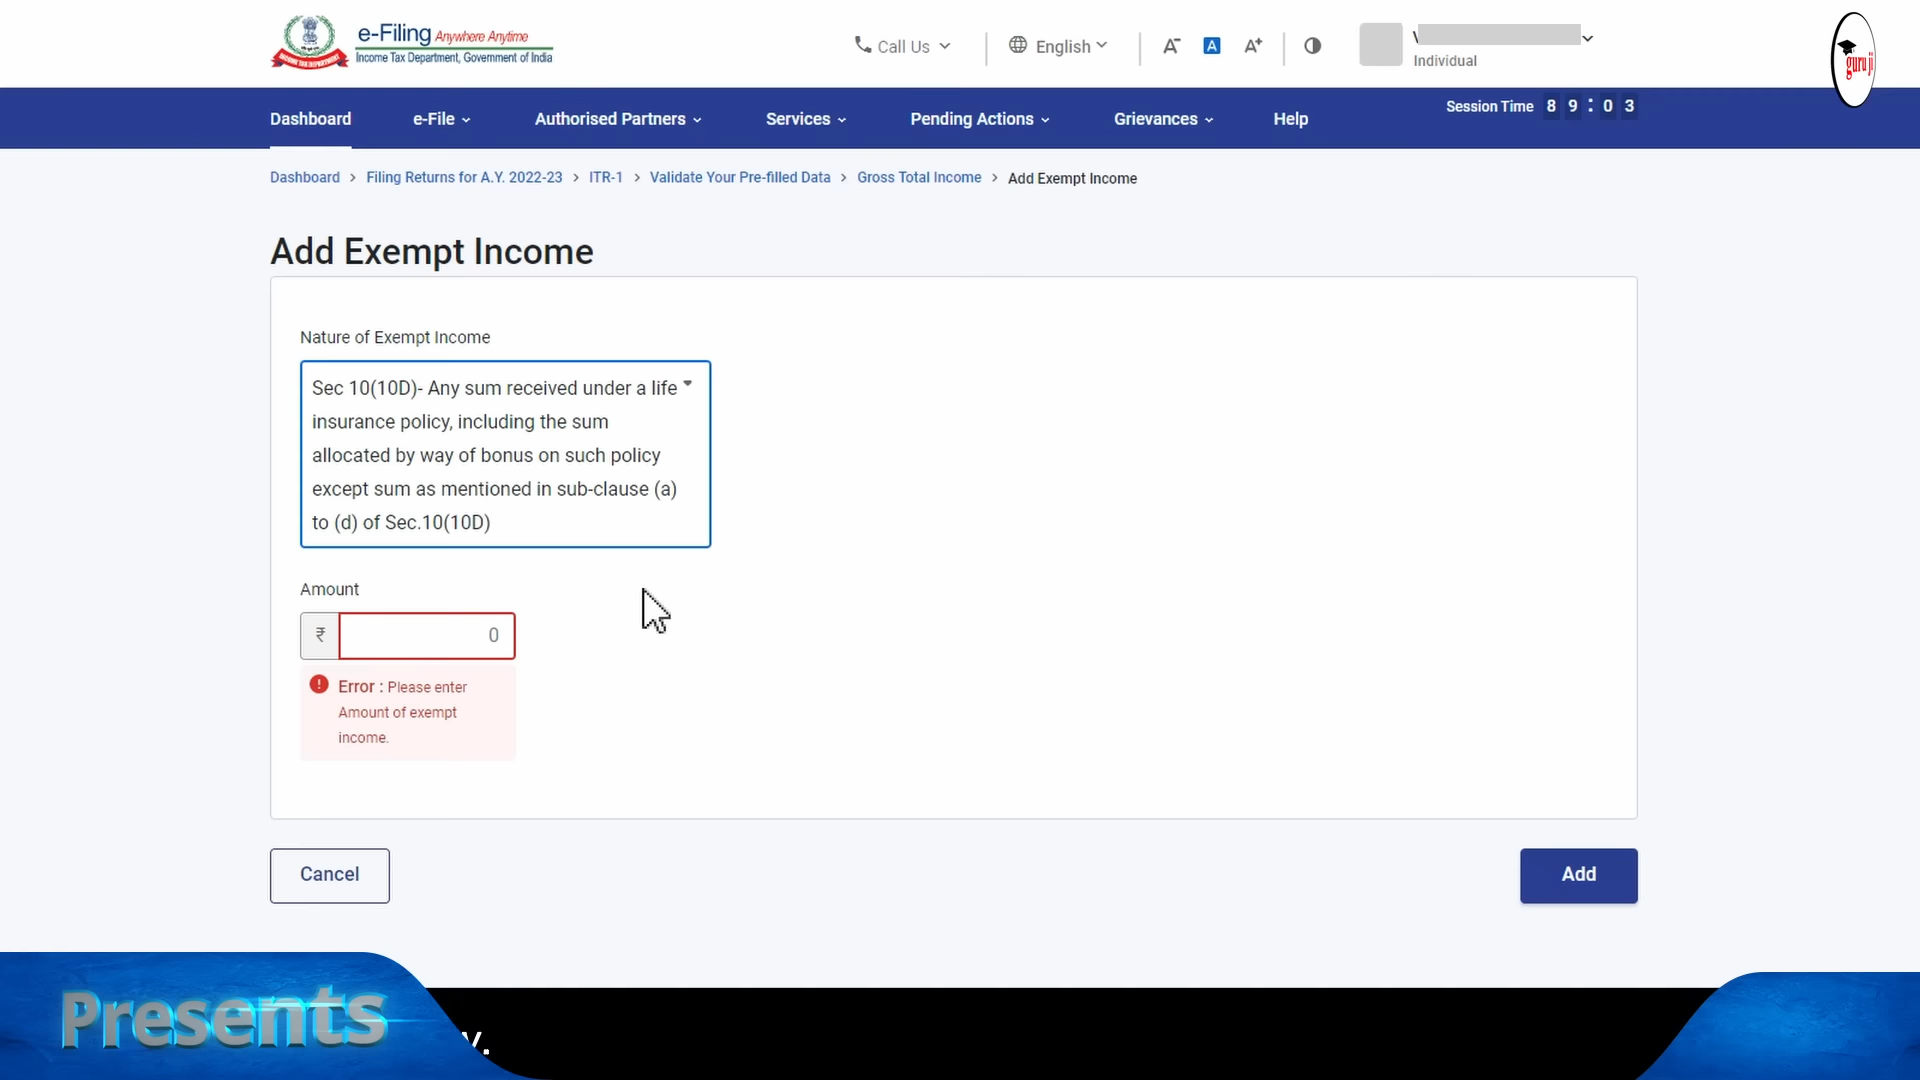 e-Filing Anywhere Anytime
Income Tax Department, Government of India
INCOME TAX DEPARTMENT
Call Us
English
A-
A
A+
Individual
guru ji
Dashboard
e-File
Authorised Partners
Services
Pending Actions
Grievances
Help
Session Time 8 9 : 0 3
Dashboard > Filing Returns for A.Y. 2022-23 > ITR-1 > Validate Your Pre-filled Data > Gross Total Income > Add Exempt Income
Add Exempt Income
Nature of Exempt Income
Sec 10(10D)- Any sum received under a life
insurance policy, including the sum
allocated by way of bonus on such policy
except sum as mentioned in sub-clause (a)
to (d) of Sec.10(10D)
Amount
₹ 0
Error : Please enter
Amount of exempt
income.
Cancel
Add
Presents